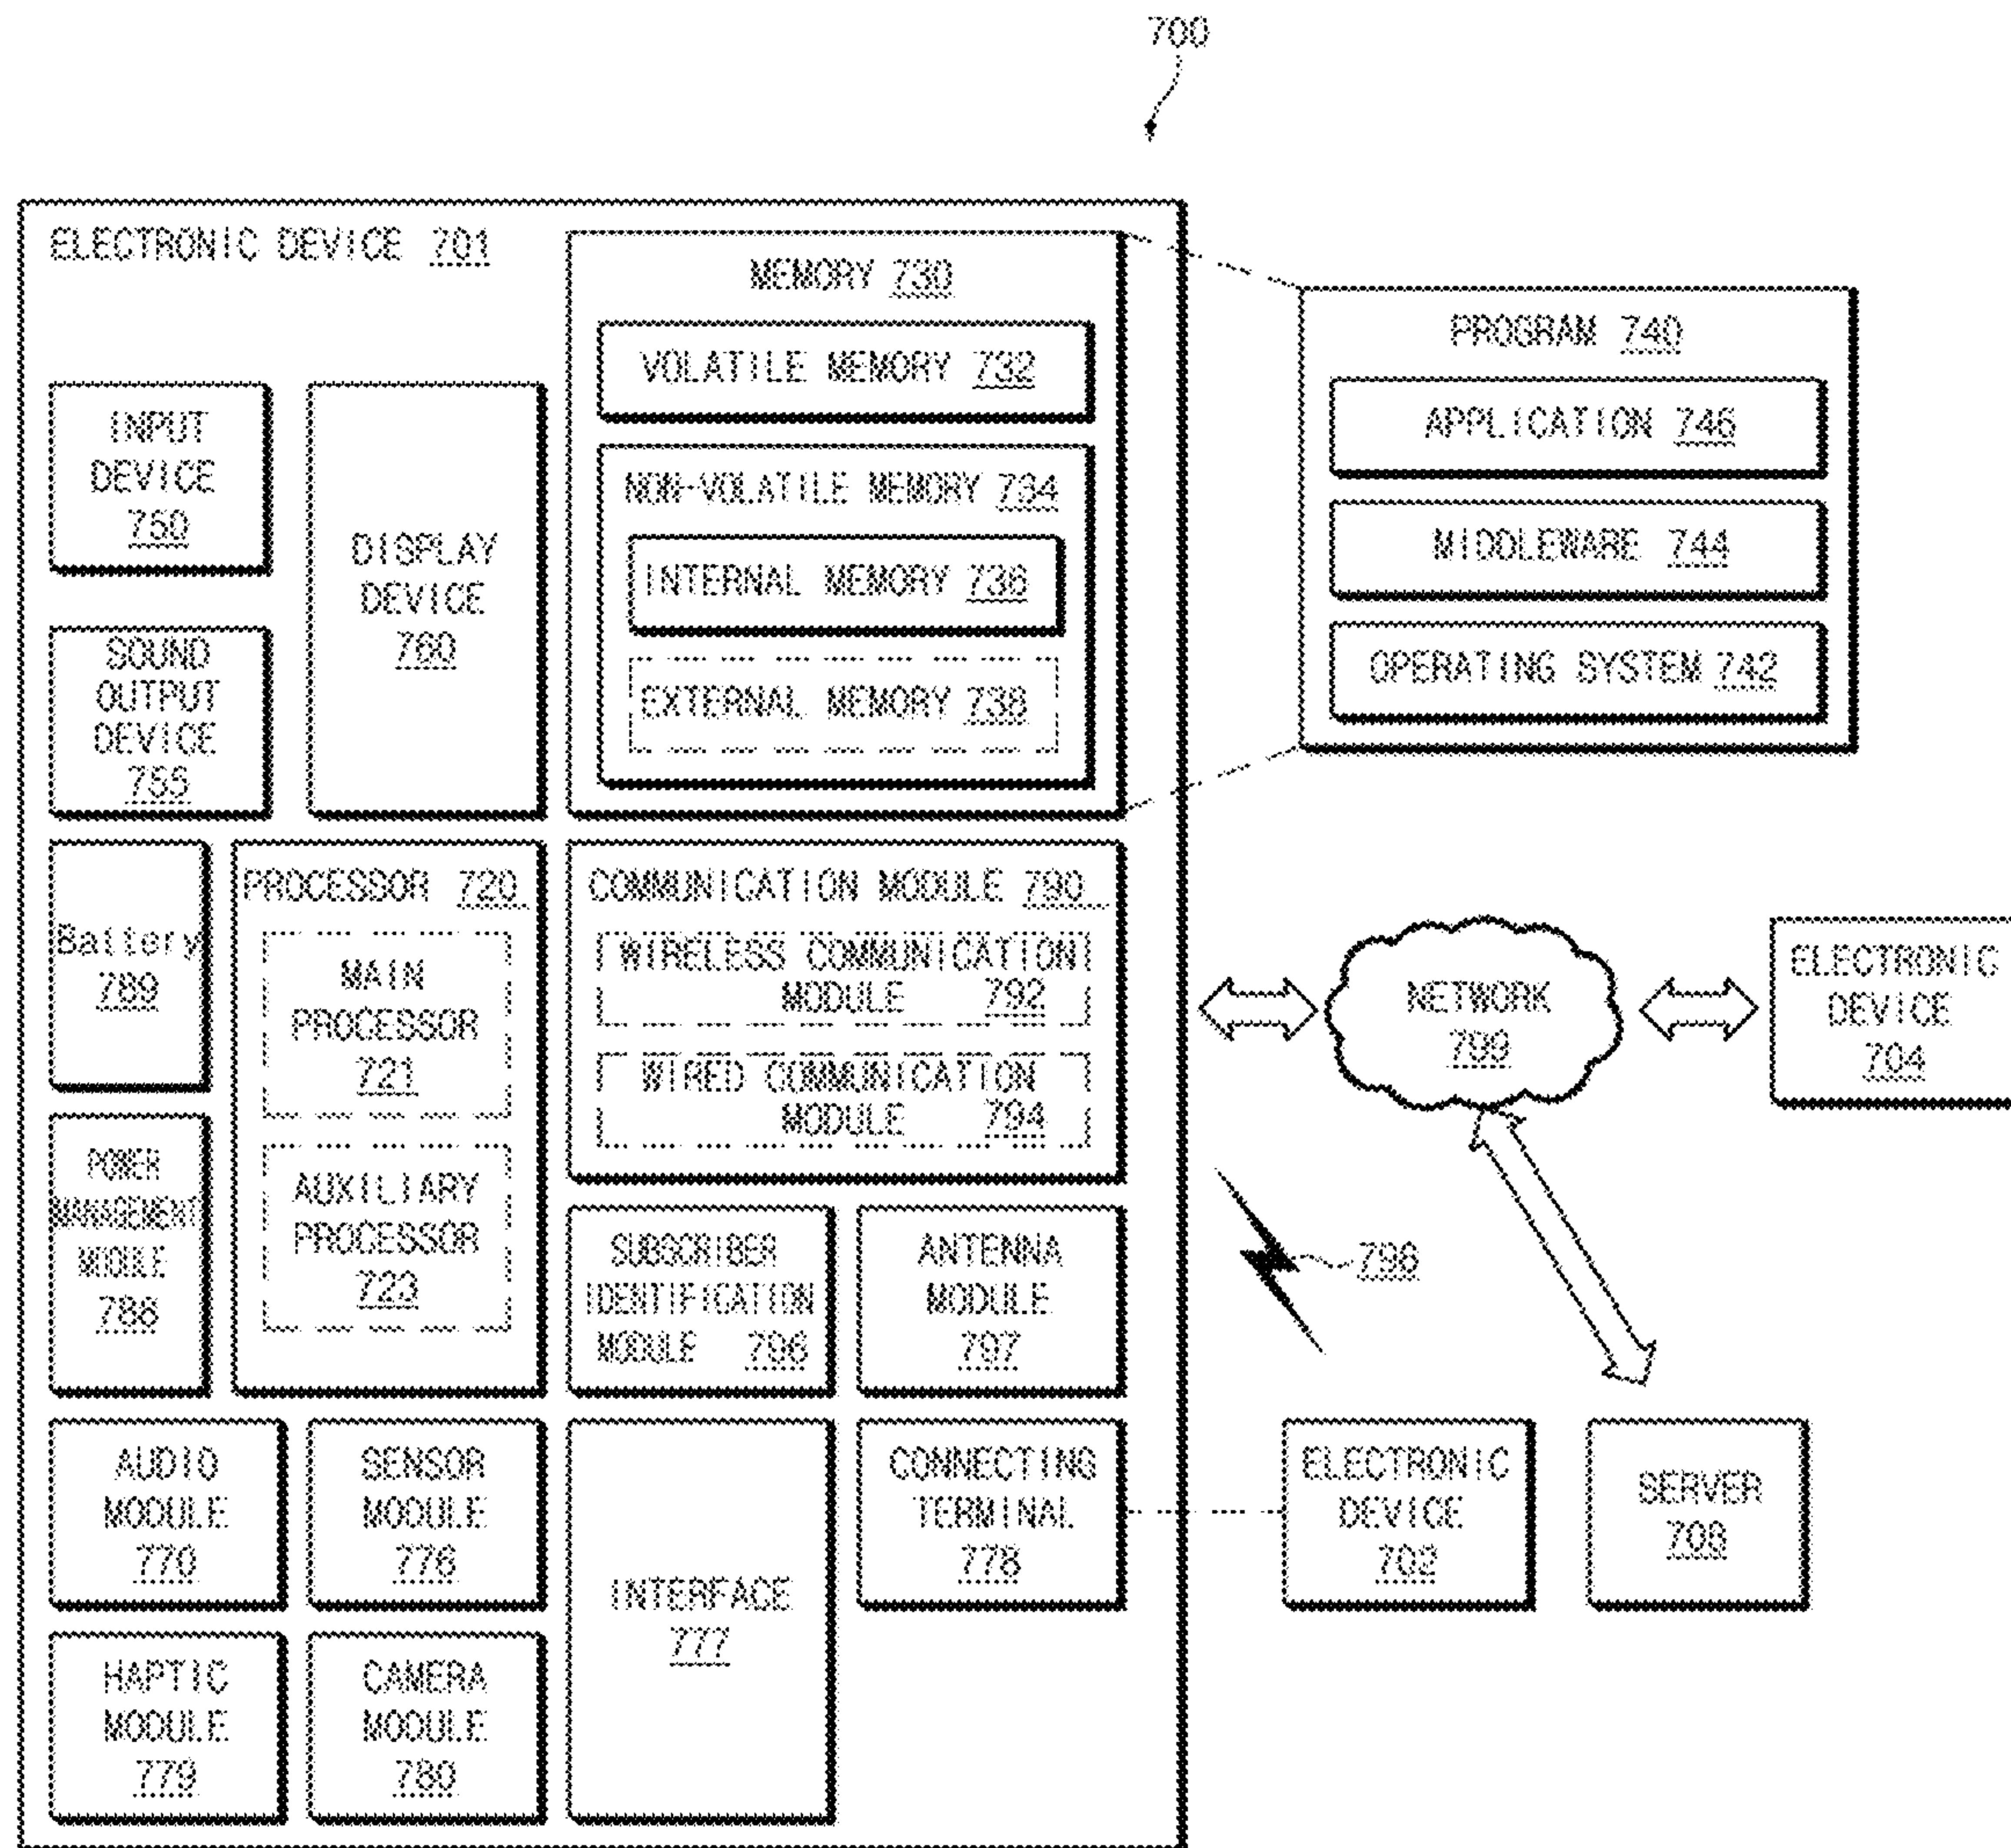 700
ELECTRONIC DEVICE 701
MEMORY 730
VOLATILE MEMORY 732
NON-VOLATILE MEMORY 734
INTERNAL MEMORY 736
EXTERNAL MEMORY 738
PROGRAM 740
APPLICATION 746
MIDDLEWARE 744
OPERATING SYSTEM 742
INPUT
DEVICE
750
SOUND
OUTPUT
DEVICE
755
DISPLAY
DEVICE
760
Battery
789
POWER
MANAGEMENT
MODULE
788
PROCESSOR 720
MAIN
PROCESSOR
721
AUXILIARY
PROCESSOR
723
COMMUNICATION MODULE 790
WIRELESS COMMUNICATION
MODULE 792
WIRED COMMUNICATION
MODULE 794
SUBSCRIBER
IDENTIFICATION
MODULE 796
ANTENNA
MODULE
797
NETWORK
799
ELECTRONIC
DEVICE
704
798
AUDIO
MODULE
770
SENSOR
MODULE
776
INTERFACE
777
CONNECTING
TERMINAL
778
ELECTRONIC
DEVICE
702
SERVER
708
HAPTIC
MODULE
779
CAMERA
MODULE
780